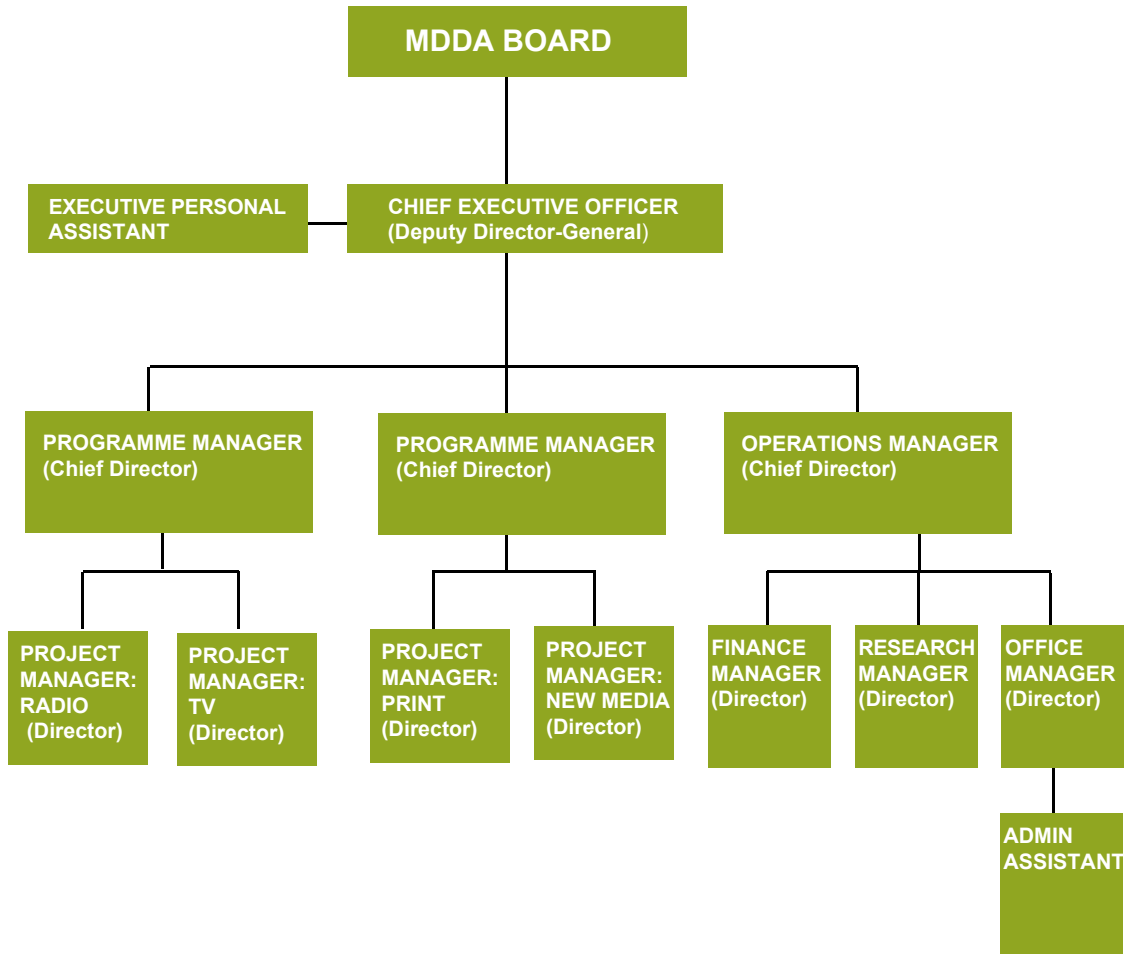 MDDA BOARD
EXECUTIVE PERSONAL
ASSISTANT
CHIEF EXECUTIVE OFFICER
(Deputy Director-General)
PROGRAMME MANAGER
(Chief Director)
PROGRAMME MANAGER
(Chief Director)
OPERATIONS MANAGER
(Chief Director)
PROJECT
MANAGER:
RADIO
(Director)
PROJECT
MANAGER:
TV
(Director)
PROJECT
MANAGER:
PRINT
(Director)
PROJECT
MANAGER:
NEW MEDIA
(Director)
FINANCE
MANAGER
(Director)
RESEARCH
MANAGER
(Director)
OFFICE
MANAGER
(Director)
ADMIN
ASSISTANT